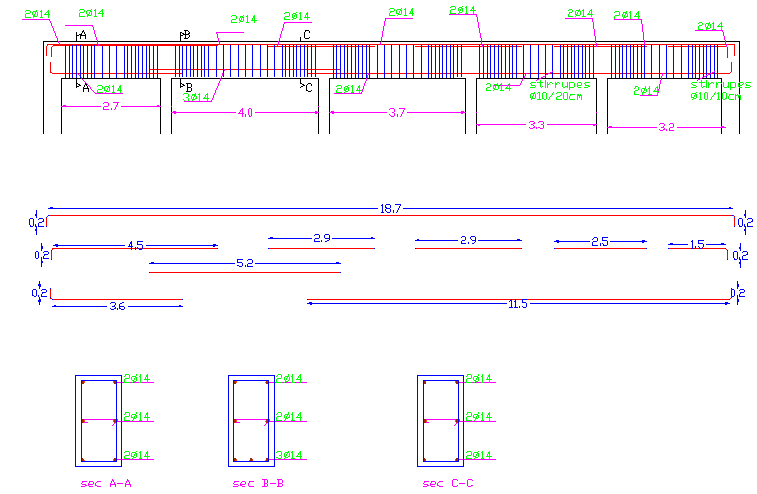 2Ø14 2Ø14 2Ø14 2Ø14 2Ø14 2Ø14 2Ø14 2Ø14 2Ø14
A B C
2Ø14 3Ø14 2Ø14 2Ø14 stirrupes 2Ø14 stirrupes
Ø10/20cm Ø10/10cm
A B C
2.7 4.0 3.7 3.3 3.2
18.7
0.2 0.2
4.5 2.9 2.9 2.5 1.5
0.2 0.2
5.2
0.2 0.2
3.6 11.5
2Ø14 2Ø14 2Ø14
2Ø14 2Ø14 2Ø14
2Ø14 3Ø14 2Ø14
sec A-A sec B-B sec C-C